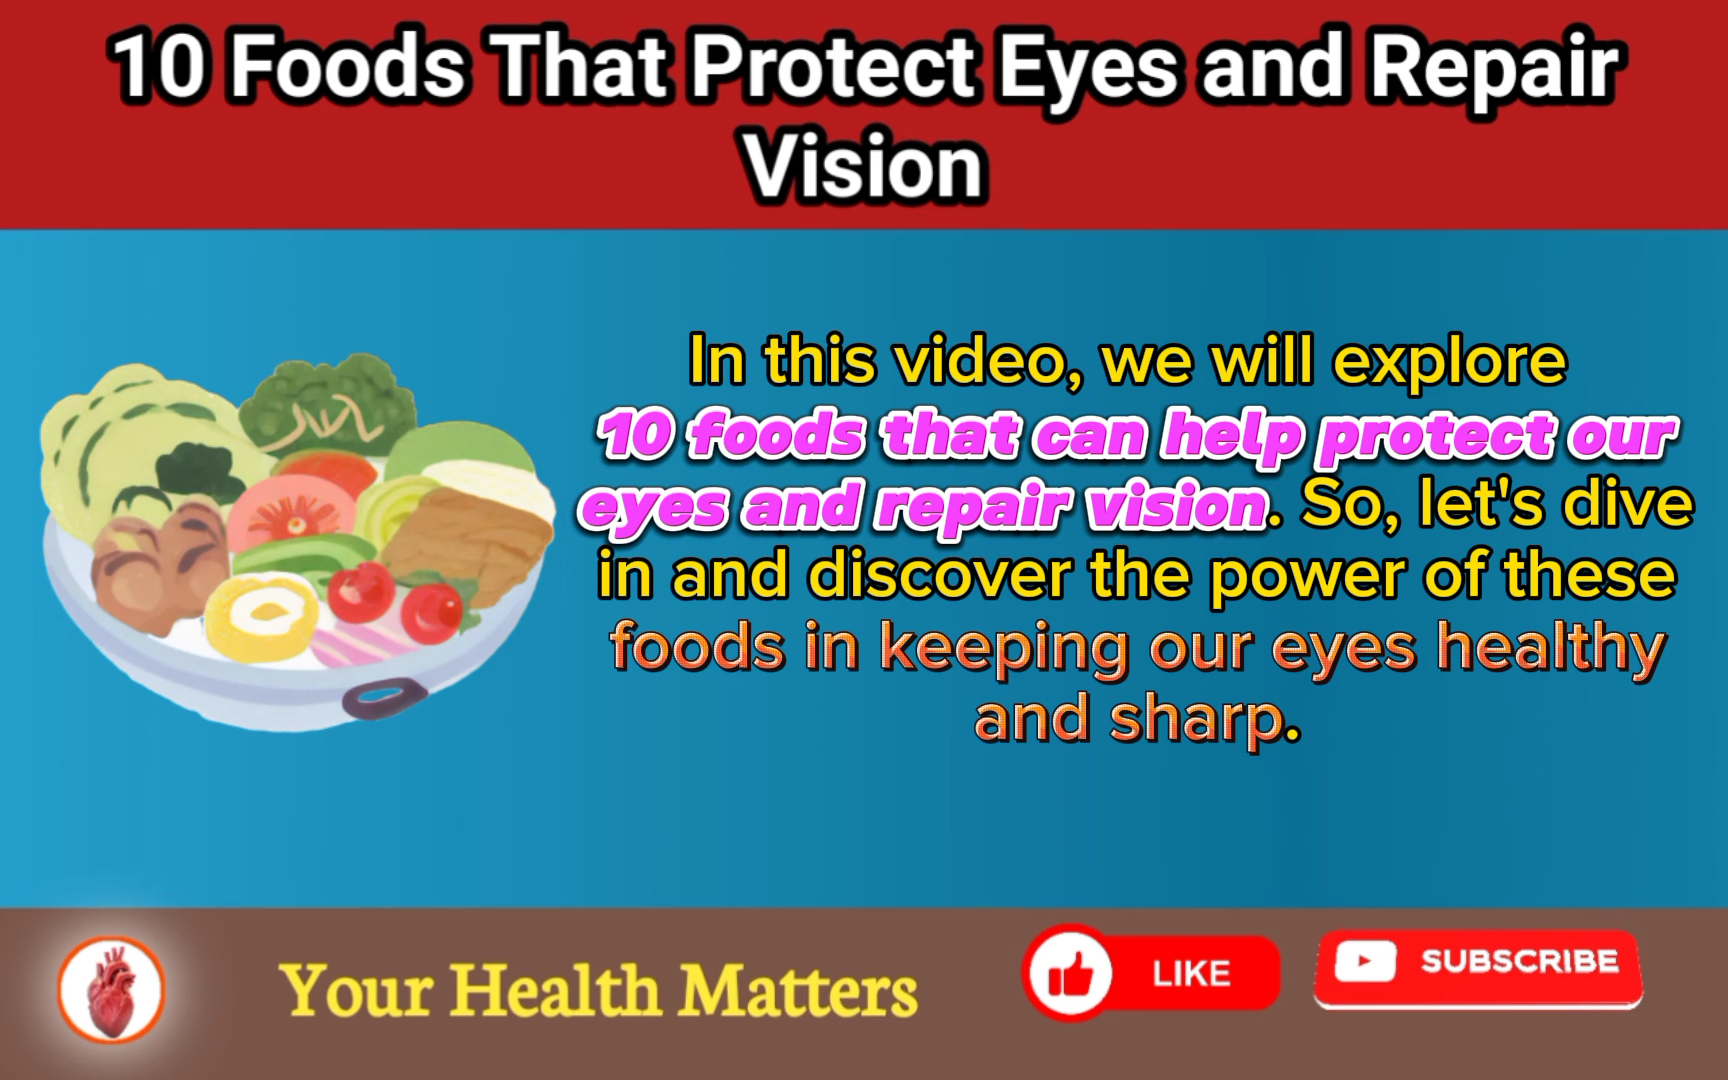 10 Foods That Protect Eyes and Repair
Vision
In this video, we will explore
10 foods that can help protect our
eyes and repair vision. So, let's dive
in and discover the power of these
foods in keeping our eyes healthy
and sharp.
Your Health Matters
LIKE
SUBSCRIBE